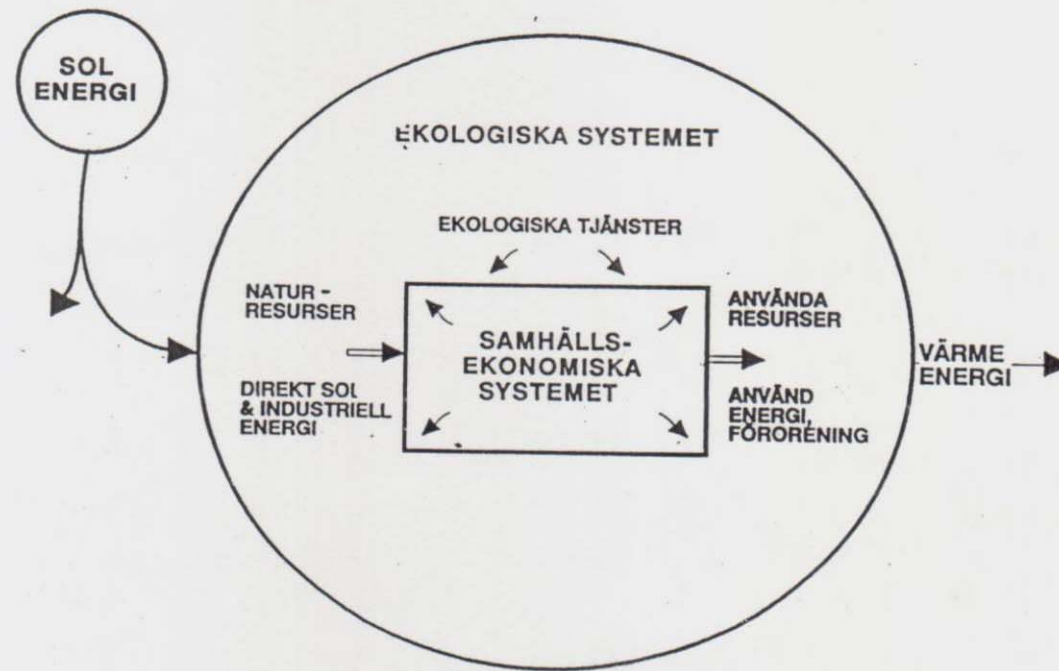 SOL
ENERGI
EKOLOGISKA SYSTEMET
EKOLOGISKA TJÄNSTER
NATUR-
RESURSER
DIREKT SOL
& INDUSTRIELL
ENERGI
SAMHÄLLS-
EKONOMISKA
SYSTEMET
ANVÄNDA
RESURSER
ANVÄND
ENERGI,
FÖRORENING
VÄRME
ENERGI